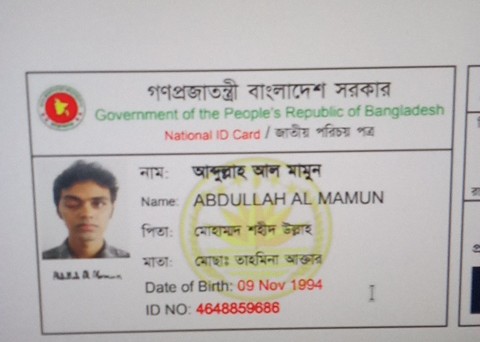 গণপ্রজাতন্ত্রী বাংলাদেশ সরকার
Government of the People's Republic of Bangladesh
National ID Card / জাতীয় পরিচয় পত্র
নাম: আব্দুল্লাহ আল মামুন
Name: ABDULLAH AL MAMUN
পিতা: মোহাম্মদ শহীদ উল্লাহ
মাতা: মোছাঃ তাহমিনা আক্তার
Date of Birth: 09 Nov 1994
ID NO: 4648859686